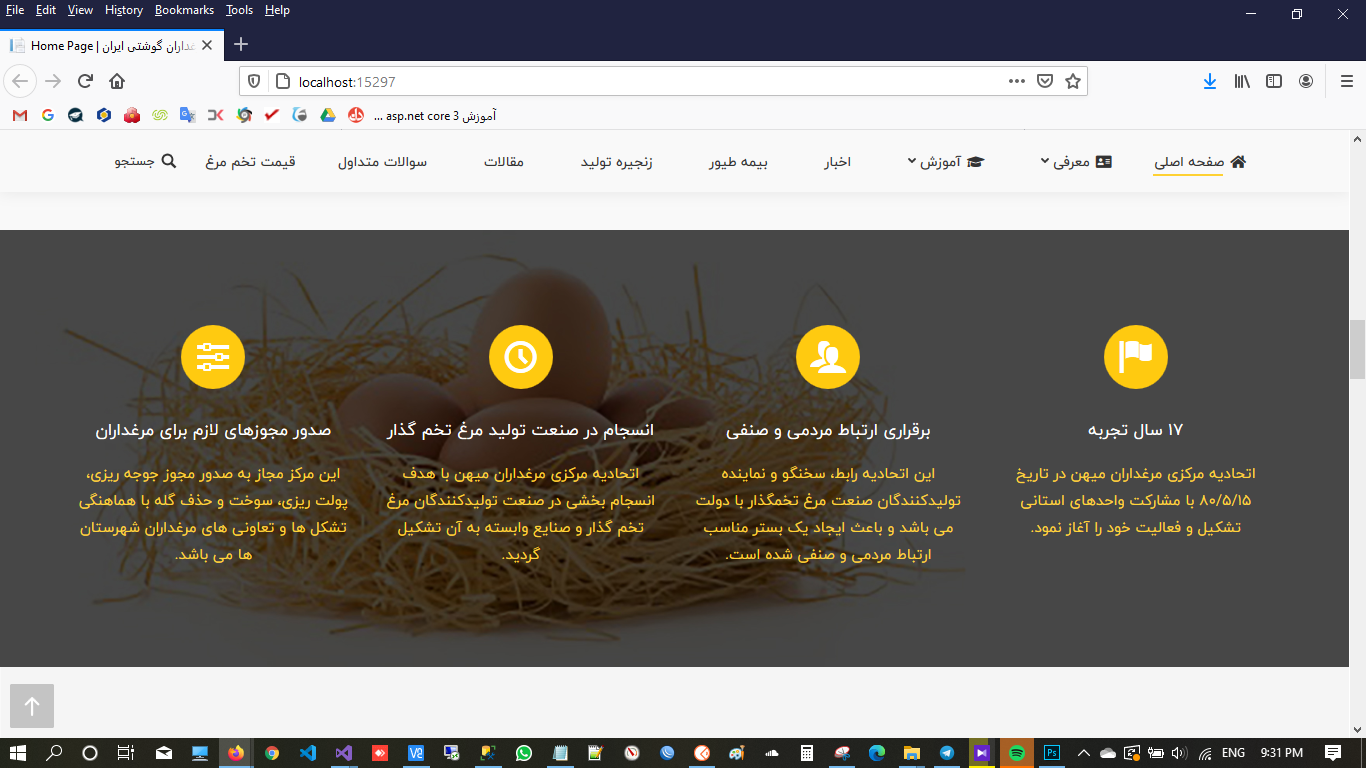 File Edit View History Bookmarks Tools Help
Home Page | غداران گوشتی ایران
localhost:15297
آموزش asp.net core 3 ...
صفحه اصلی معرفی آموزش اخبار بیمه طیور زنجیره تولید مقالات سوالات متداول قیمت تخم مرغ جستجو
۱۷ سال تجربه
اتحادیه مرکزی مرغداران میهن در تاریخ
۸۰/۵/۱۵ با مشارکت واحدهای استانی
تشکیل و فعالیت خود را آغاز نمود.
برقراری ارتباط مردمی و صنفی
این اتحادیه رابط، سخنگو و نماینده
تولیدکنندگان صنعت مرغ تخمگذار با دولت
می باشد و باعث ایجاد یک بستر مناسب
ارتباط مردمی و صنفی شده است.
انسجام در صنعت تولید مرغ تخم گذار
اتحادیه مرکزی مرغداران میهن با هدف
انسجام بخشی در صنعت تولیدکنندگان مرغ
تخم گذار و صنایع وابسته به آن تشکیل
گردید.
صدور مجوزهای لازم برای مرغداران
این مرکز مجاز به صدور مجوز جوجه ریزی،
پولت ریزی، سوخت و حذف گله با هماهنگی
تشکل ها و تعاونی های مرغداران شهرستان
ها می باشد.
ENG 9:31 PM